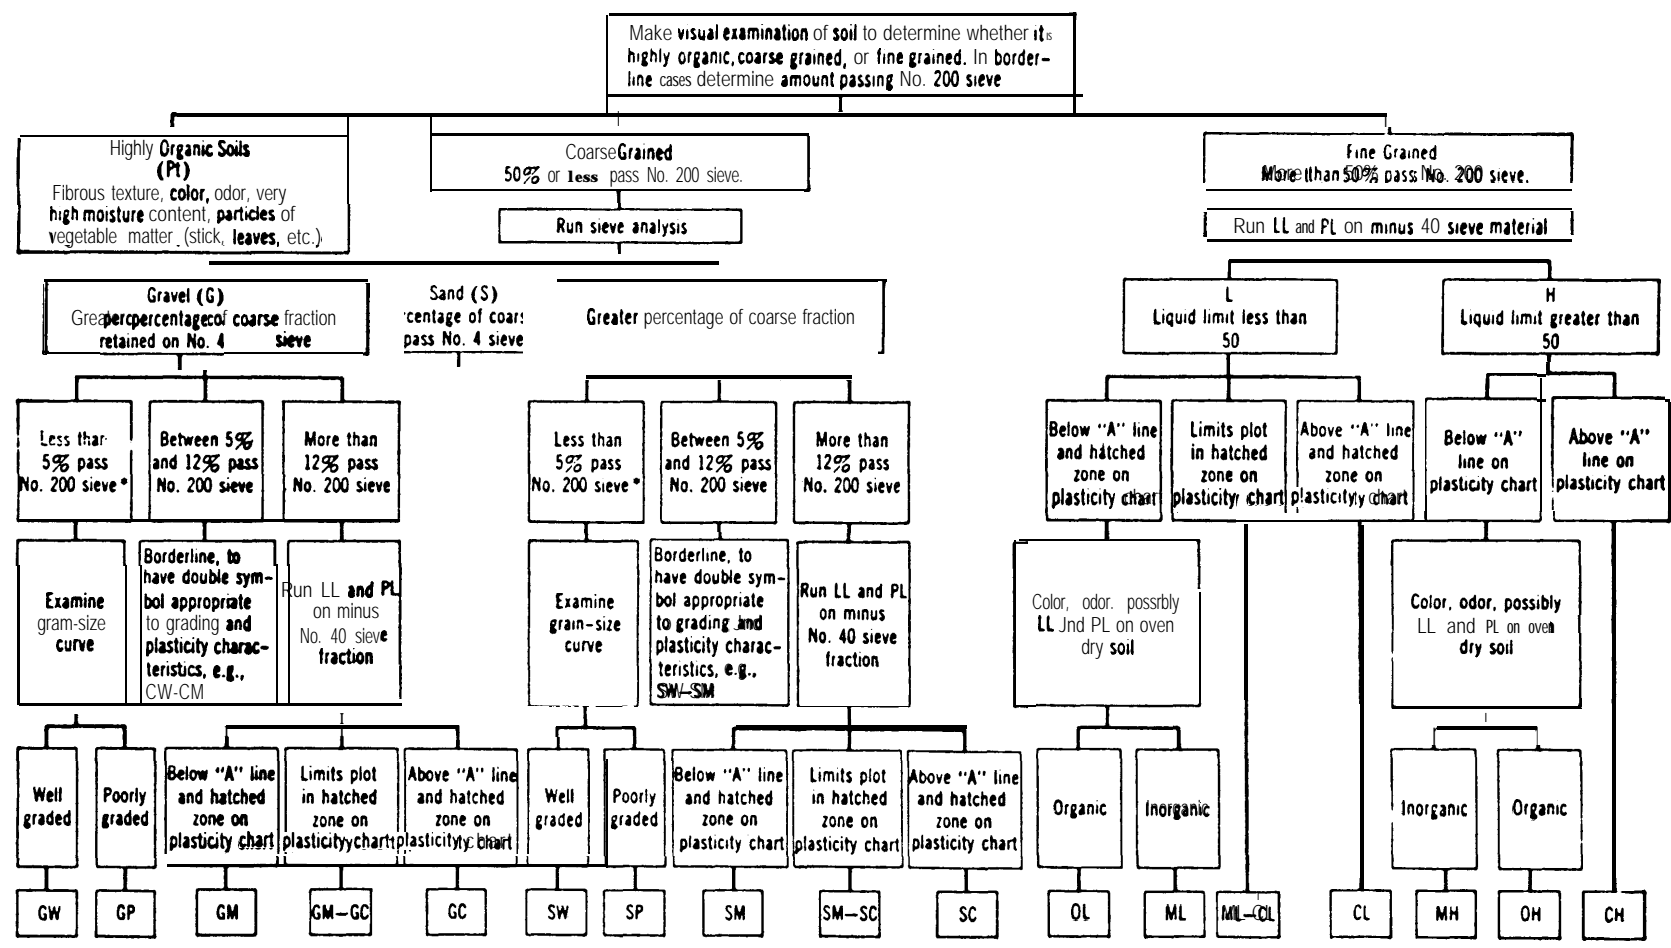 Make visual examination of soil to determine whether it is
highly organic, coarse grained, or fine grained. In border-
line cases determine amount passing No. 200 sieve
Highly Organic Soils
(Pt)
Fibrous texture, color, odor, very
high moisture content, particles of
vegetable matter (stick, leaves, etc.)
Coarse Grained
50% or less pass No. 200 sieve.
Run sieve analysis
Fine Grained
More than 50% pass No. 200 sieve.
Run LL and PL on minus 40 sieve material
Gravel (G)
percentage of coarse fraction
retained on No. 4 sieve
Sand (S)
centage of coars
pass No. 4 sieve
Greater percentage of coarse fraction
L
Liquid limit less than
50
H
Liquid limit greater than
50
Less than
5% pass
No. 200 sieve*
Between 5%
and 12% pass
No. 200 sieve
More than
12% pass
No. 200 sieve
Less than
5% pass
No. 200 sieve*
Between 5%
and 12% pass
No. 200 sieve
More than
12% pass
No. 200 sieve
Below "A" line
and hatched
zone on
plasticity chart
Limits plot
in hatched
zone on
plasticity chart
Above "A" line
and hatched
zone on
plasticity chart
Below "A"
line on
plasticity chart
Above "A"
line on
plasticity chart
Examine
gram-size
curve
Borderline, to
have double sym-
bol appropriate
to grading and
plasticity charac-
teristics, e.g.,
CW-CM
Run LL and PL
on minus
No. 40 sieve
fraction
Examine
grain-size
curve
Borderline, to
have double sym-
bol appropriate
to grading and
plasticity charac-
teristics, e.g.,
SW-SM
Run LL and PL
on minus
No. 40 sieve
fraction
Color, odor. possrbly
LL Jnd PL on oven
dry soil
Color, odor, possibly
LL and PL on oven
dry soil
Well
graded
Poorly
graded
Below "A" line
and hatched
zone on
plasticity chart
Limits plot
in hatched
zone on
plasticity chart
Above "A" line
and hatched
zone on
plasticity chart
Well
graded
Poorly
graded
Below "A" line
and hatched
zone on
plasticity chart
Limits plot
in hatched
zone on
plasticity chart
Above "A" line
and hatched
zone on
plasticity chart
Organic
Inorganic
Inorganic
Organic
GW
GP
GM
GM-GC
GC
SW
SP
SM
SM-SC
SC
OL
ML
ML-CL
CL
MH
OH
CH